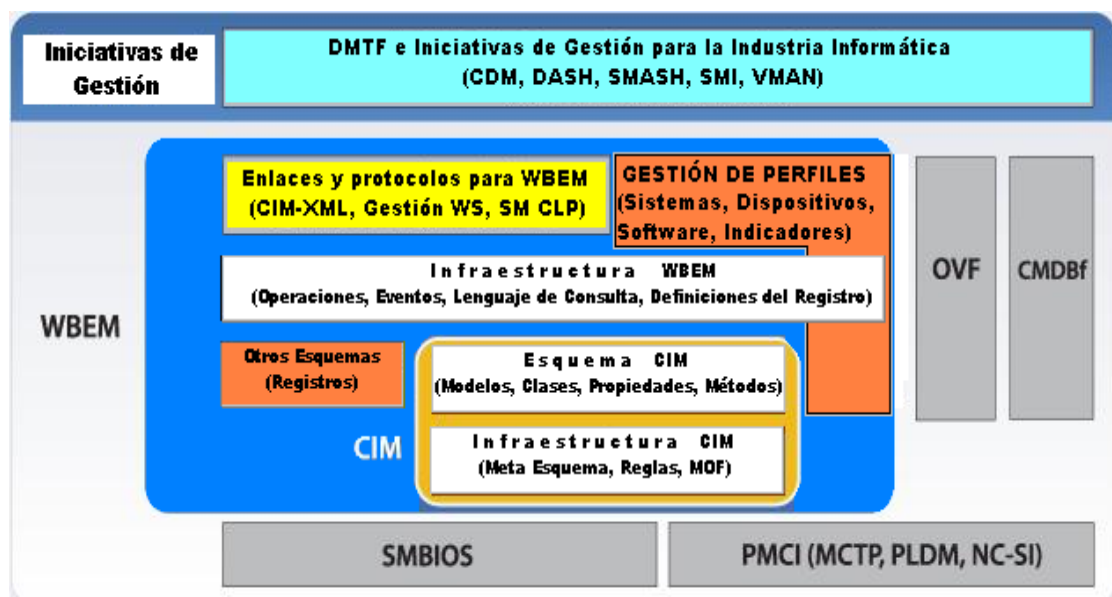 Iniciativas de
Gestión
DMTF e Iniciativas de Gestión para la Industria Informática
(CDM, DASH, SMASH, SMI, VMAN)
WBEM
Enlaces y protocolos para WBEM
(CIM-XML, Gestión WS, SM CLP)
GESTIÓN DE PERFILES
(Sistemas, Dispositivos,
Software, Indicadores)
Infraestructura WBEM
(Operaciones, Eventos, Lenguaje de Consulta, Definiciones del Registro)
Otros Esquemas
(Registros)
Esquema CIM
(Modelos, Clases, Propiedades, Métodos)
CIM
Infraestructura CIM
(Meta Esquema, Reglas, MOF)
OVF
CMDBf
SMBIOS
PMCI (MCTP, PLDM, NC-SI)